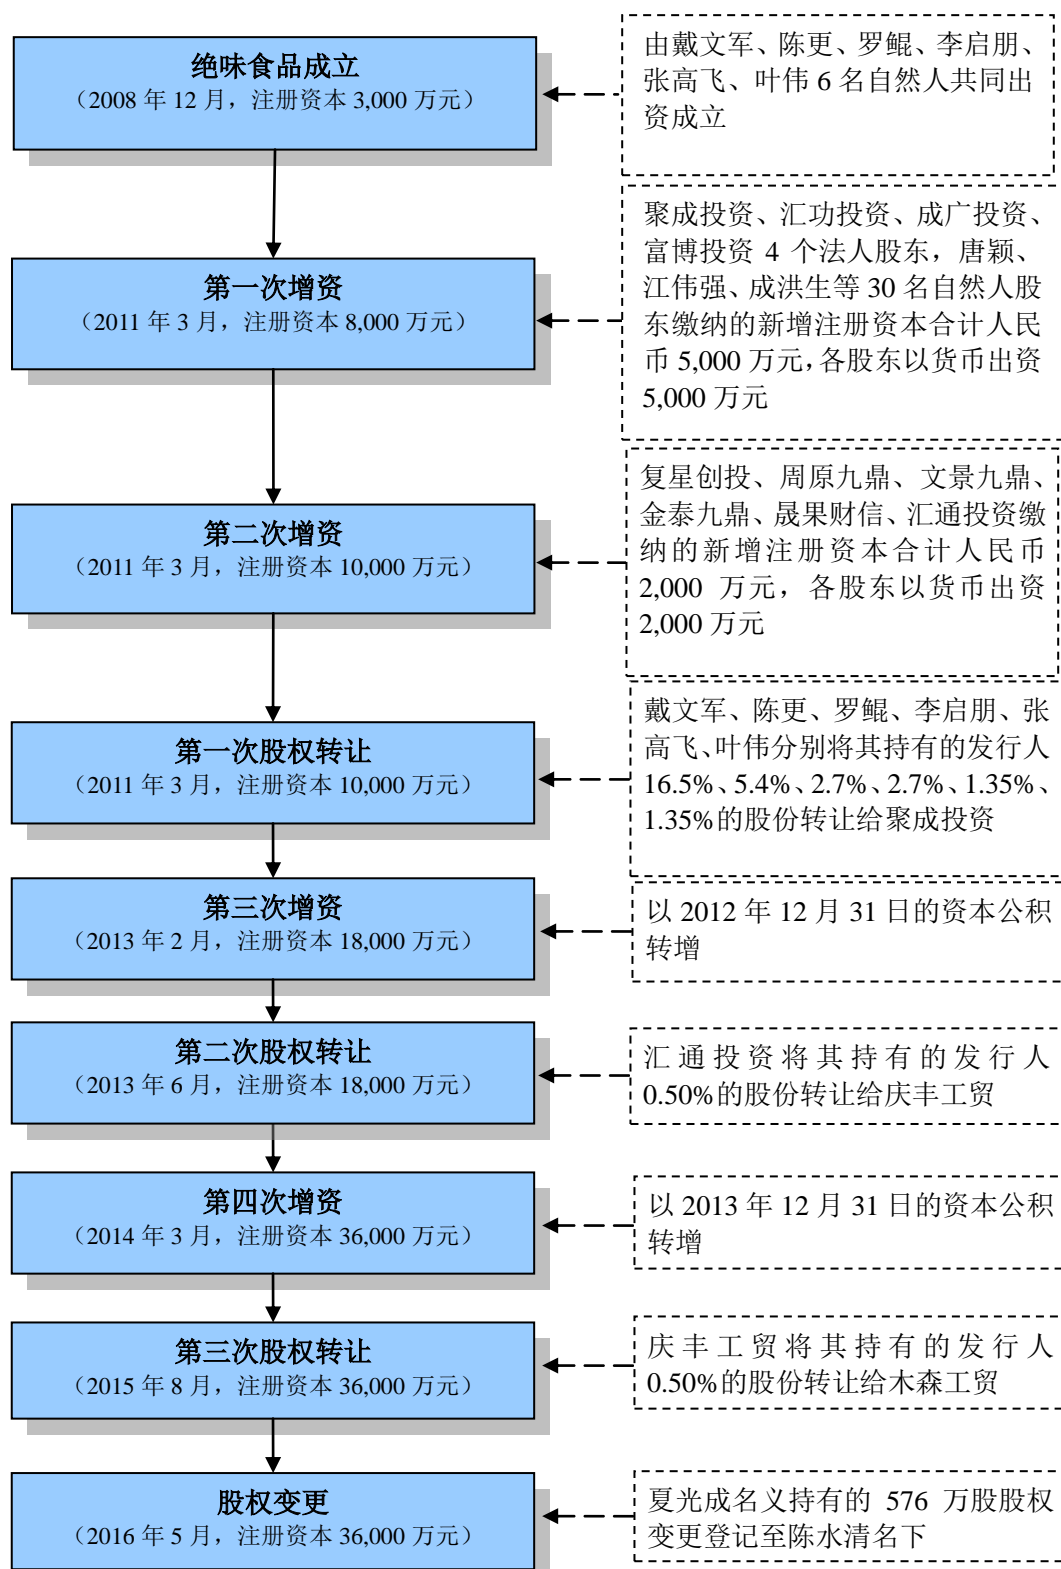 绝味食品成立
（2008 年 12 月，注册资本 3,000 万元）
由戴文军、陈更、罗鲲、李启朋、
张高飞、叶伟 6 名自然人共同出
资成立
第一次增资
（2011 年 3 月，注册资本 8,000 万元）
聚成投资、汇功投资、成广投资、
富博投资 4 个法人股东，唐颖、
江伟强、成洪生等 30 名自然人股
东缴纳的新增注册资本合计人民
币 5,000 万元，各股东以货币出资
5,000 万元
第二次增资
（2011 年 3 月，注册资本 10,000 万元）
复星创投、周原九鼎、文景九鼎、
金泰九鼎、晟果财信、汇通投资缴
纳的新增注册资本合计人民币
2,000 万元，各股东以货币出资
2,000 万元
第一次股权转让
（2011 年 3 月，注册资本 10,000 万元）
戴文军、陈更、罗鲲、李启朋、张
高飞、叶伟分别将其持有的发行人
16.5%、5.4%、2.7%、2.7%、1.35%、
1.35%的股份转让给聚成投资
第三次增资
（2013 年 2 月，注册资本 18,000 万元）
以 2012 年 12 月 31 日的资本公积
转增
第二次股权转让
（2013 年 6 月，注册资本 18,000 万元）
汇通投资将其持有的发行人
0.50%的股份转让给庆丰工贸
第四次增资
（2014 年 3 月，注册资本 36,000 万元）
以 2013 年 12 月 31 日的资本公积
转增
第三次股权转让
（2015 年 8 月，注册资本 36,000 万元）
庆丰工贸将其持有的发行人
0.50%的股份转让给木森工贸
股权变更
（2016 年 5 月，注册资本 36,000 万元）
夏光成名义持有的 576 万股股权
变更登记至陈水清名下